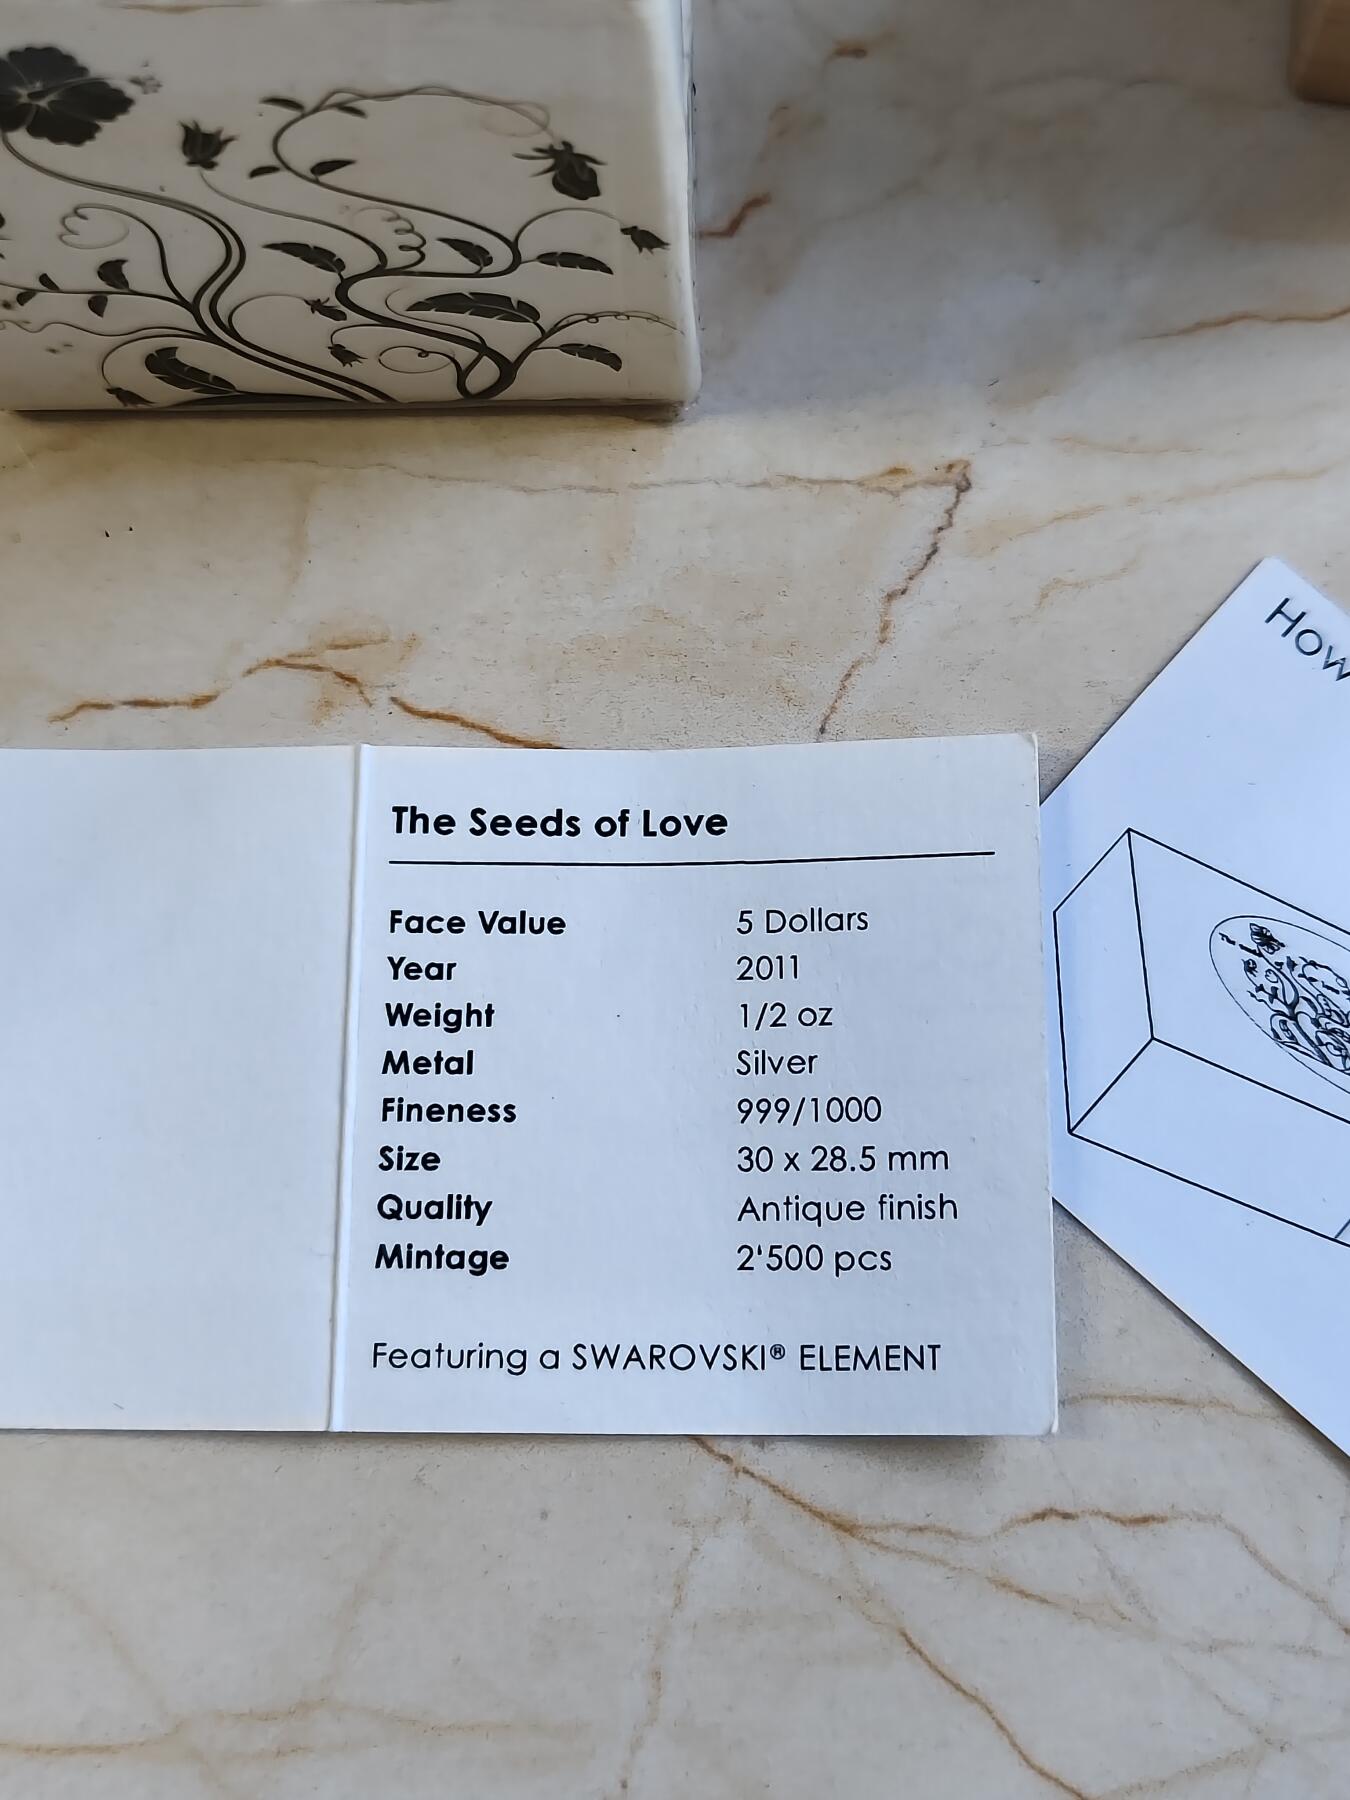 The Seeds of Love
Face Value 5 Dollars
Year 2011
Weight 1/2 oz
Metal Silver
Fineness 999/1000
Size 30 x 28.5 mm
Quality Antique finish
Mintage 2'500 pcs
Featuring a SWAROVSKI® ELEMENT
How